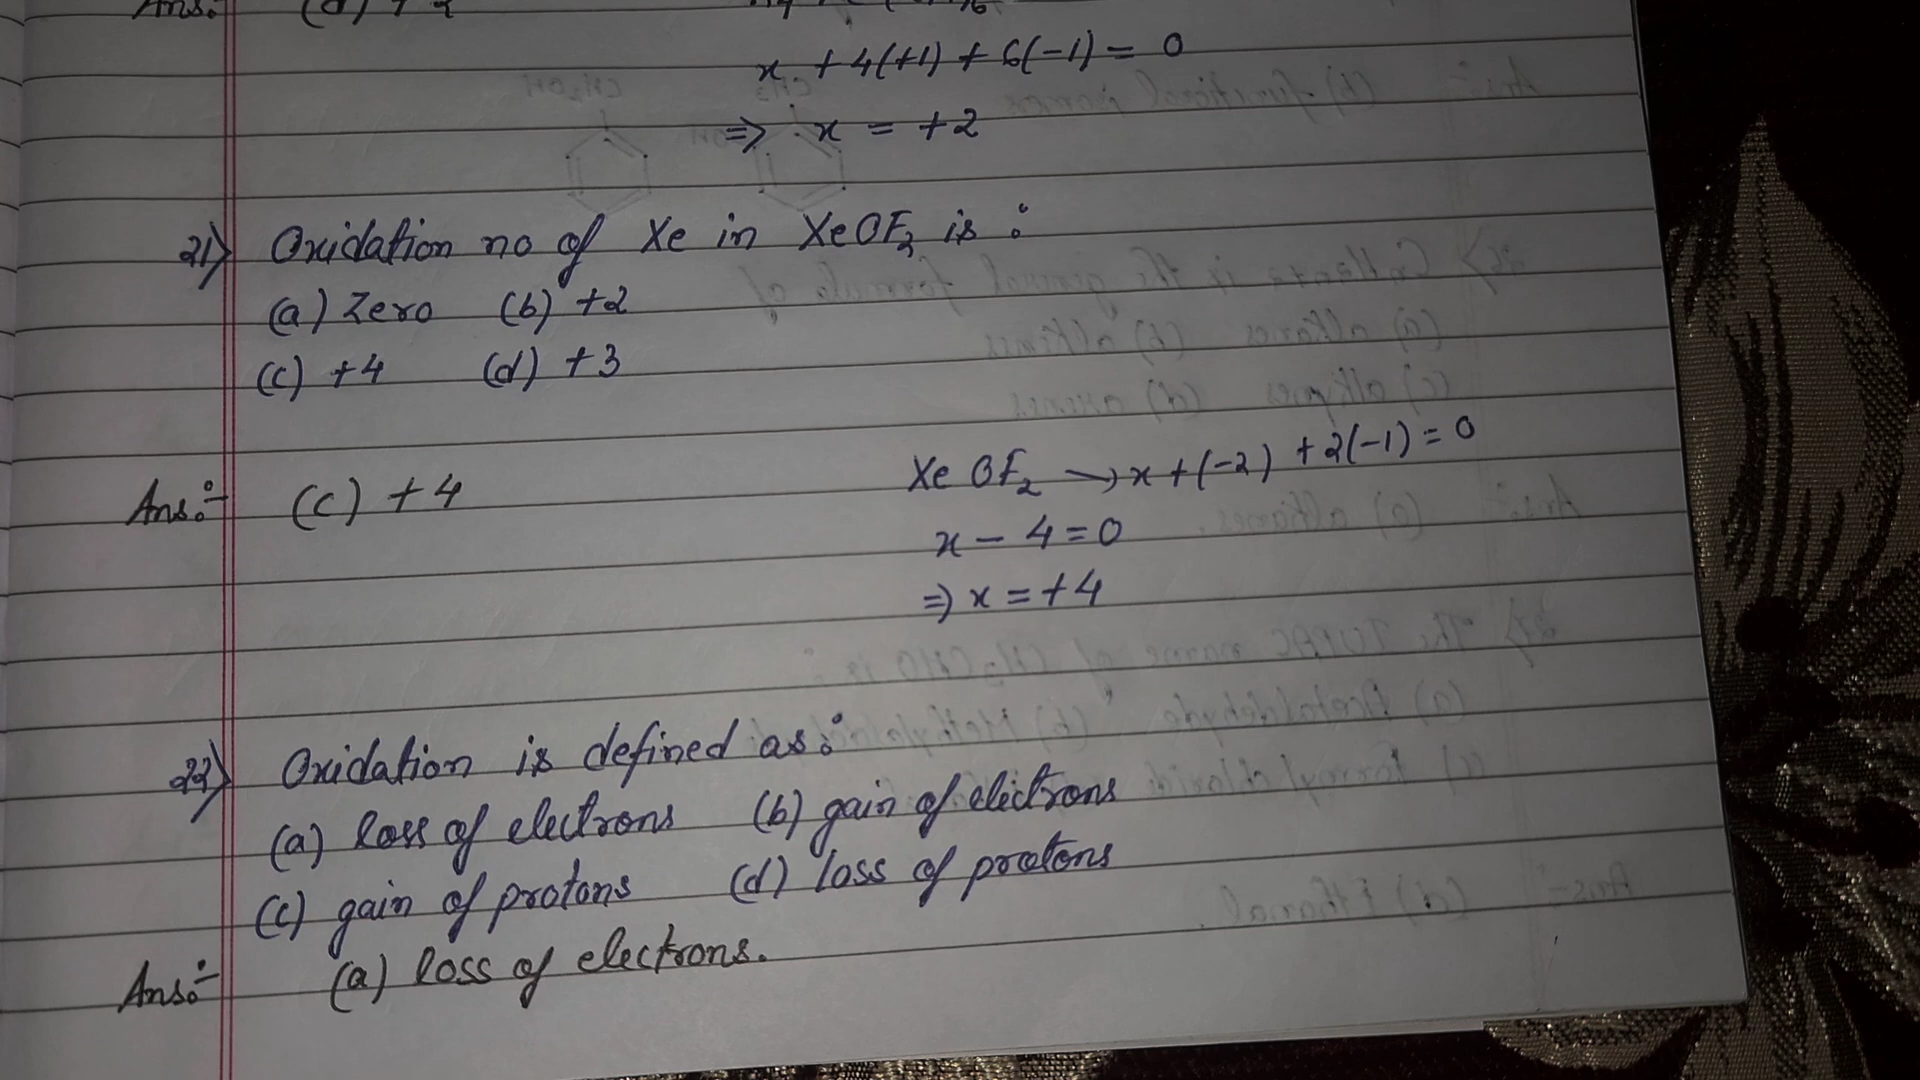 Ans:- (d) + 2
x + 4(+1) + 6(-1) = 0
⇒ x = +2
21) Oxidation no of Xe in XeOF₂ is :
(a) Zero (b) +2
(c) +4 (d) +3
Ans:- (c) +4
XeOF₂ → x + (-2) + 2(-1) = 0
x - 4 = 0
⇒ x = +4
22) Oxidation is defined as:
(a) loss of electrons (b) gain of electrons
(c) gain of protons (d) loss of protons
Ans:- (a) loss of electrons.